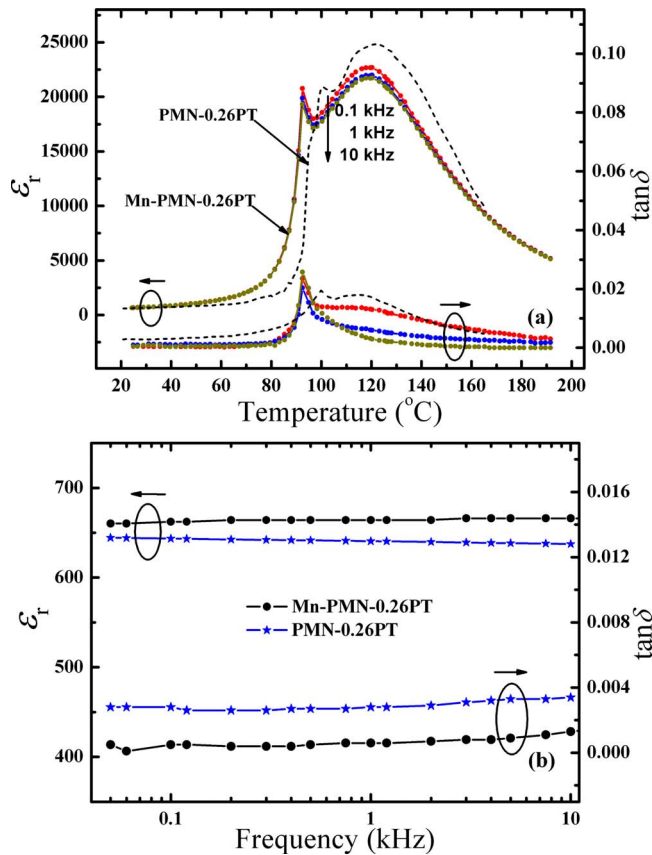 25000
20000
15000
10000
5000
0
εr
0.10
0.08
0.06
0.04
0.02
0.00
tanδ
PMN-0.26PT
Mn-PMN-0.26PT
0.1 kHz
1 kHz
10 kHz
(a)
20 40 60 80 100 120 140 160 180 200
Temperature (°C)
700
600
500
400
εr
0.016
0.012
0.008
0.004
0.000
tanδ
Mn-PMN-0.26PT
PMN-0.26PT
(b)
0.1 1 10
Frequency (kHz)